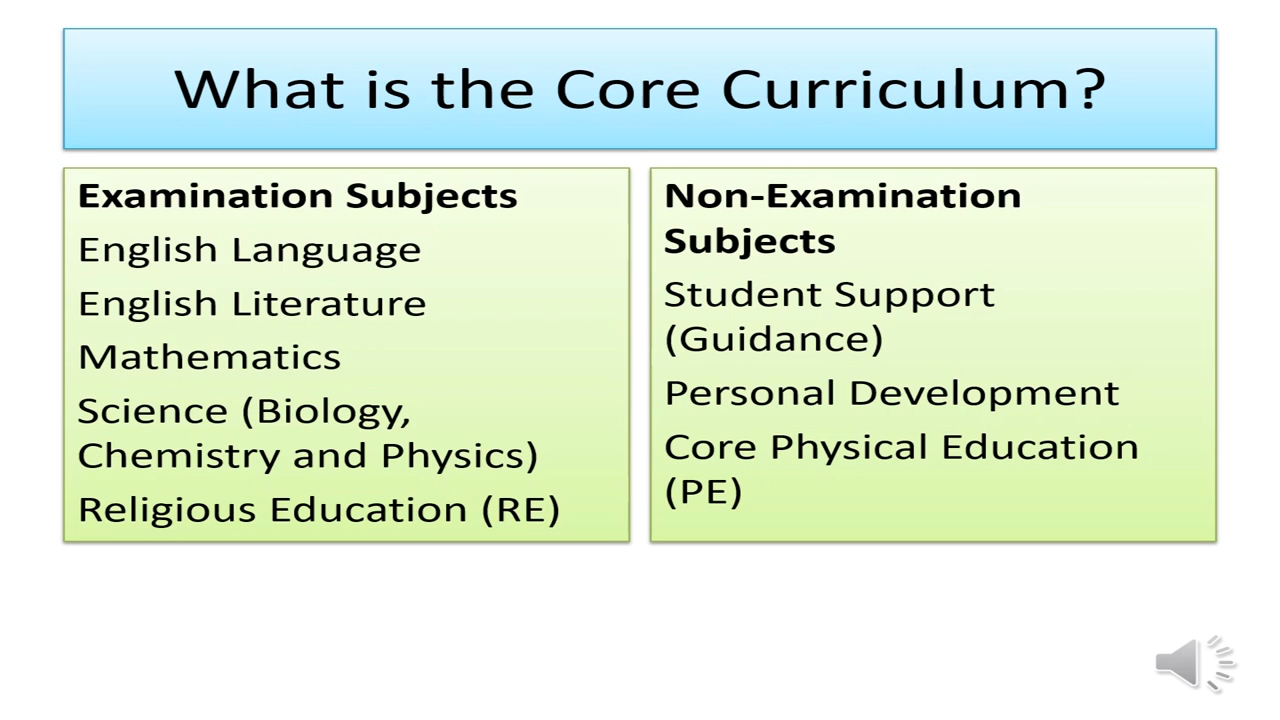 What is the Core Curriculum?
Examination Subjects
English Language
English Literature
Mathematics
Science (Biology,
Chemistry and Physics)
Religious Education (RE)
Non-Examination
Subjects
Student Support
(Guidance)
Personal Development
Core Physical Education
(PE)